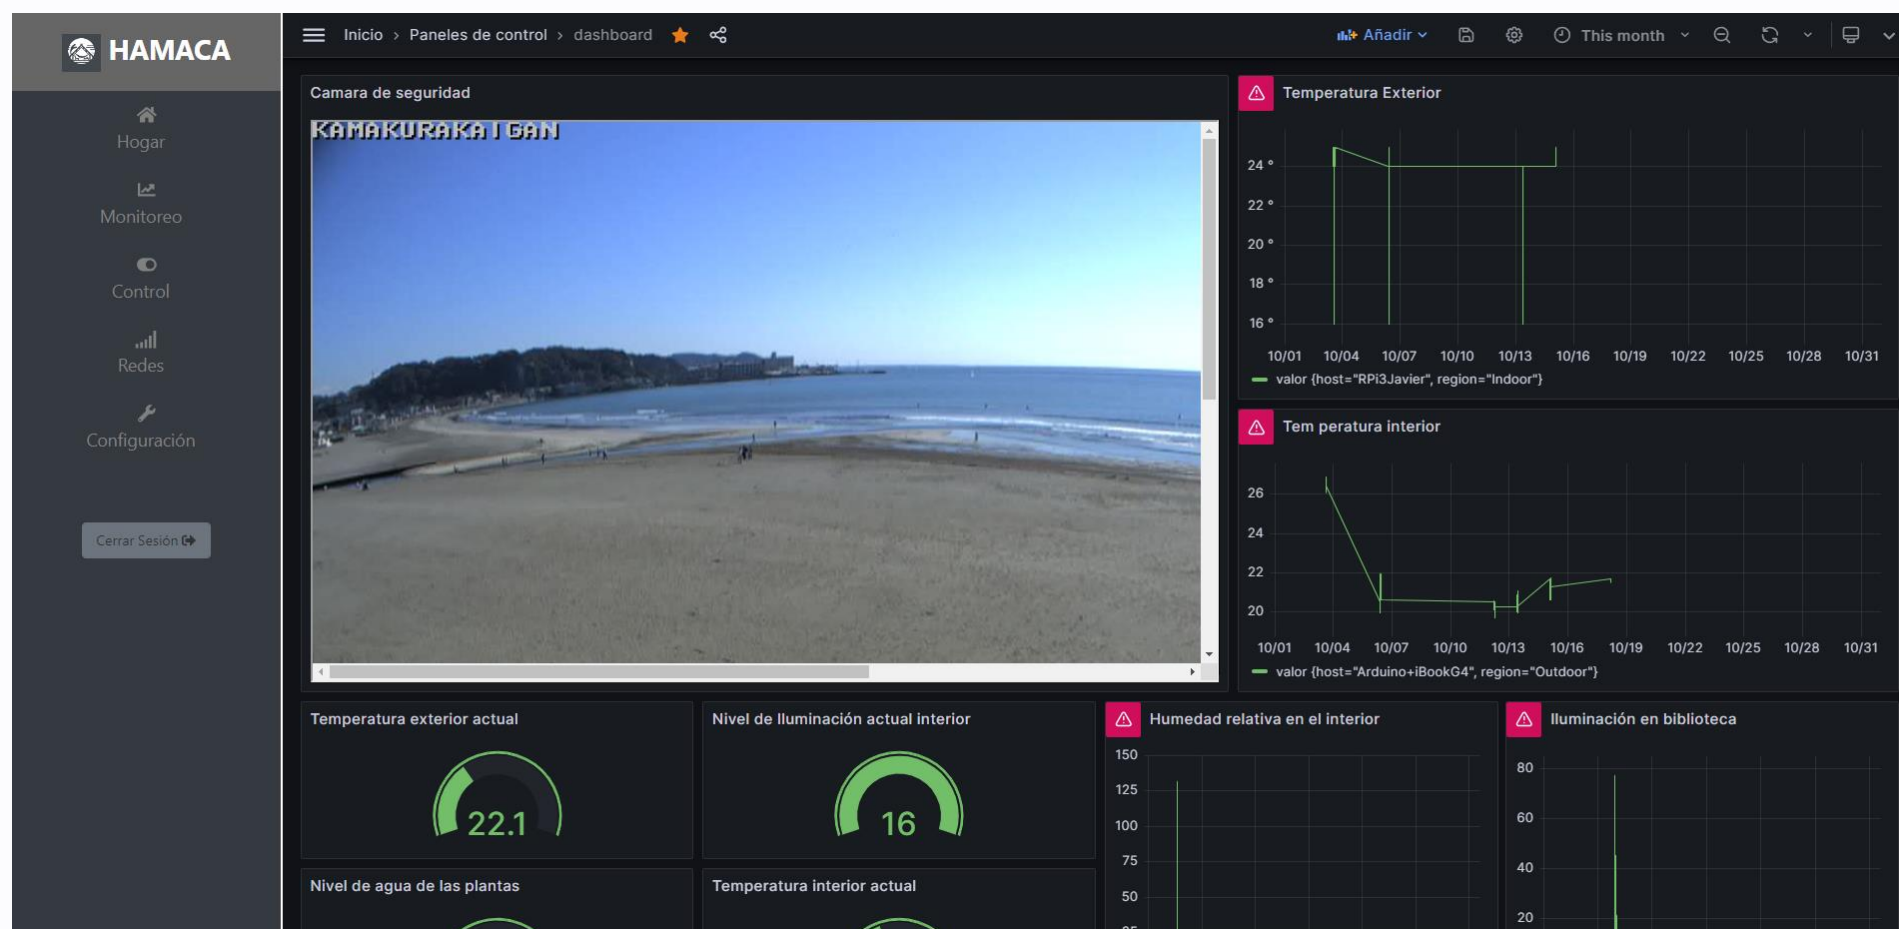 HAMACA
Hogar
Monitoreo
Control
Redes
Configuración
Cerrar Sesión
Inicio › Paneles de control › dashboard
Añadir
This month
Camara de seguridad
KAMAKURAKAIGAN
Temperatura Exterior
24 °
22 °
20 °
18 °
16 °
10/01 10/04 10/07 10/10 10/13 10/16 10/19 10/22 10/25 10/28 10/31
valor {host="RPi3Javier", region="Indoor"}
Tem peratura interior
26
24
22
20
10/01 10/04 10/07 10/10 10/13 10/16 10/19 10/22 10/25 10/28 10/31
valor {host="Arduino+iBookG4", region="Outdoor"}
Temperatura exterior actual
22.1
Nivel de Iluminación actual interior
16
Nivel de agua de las plantas
Temperatura interior actual
Humedad relativa en el interior
150
125
100
75
50
Iluminación en biblioteca
80
60
40
20